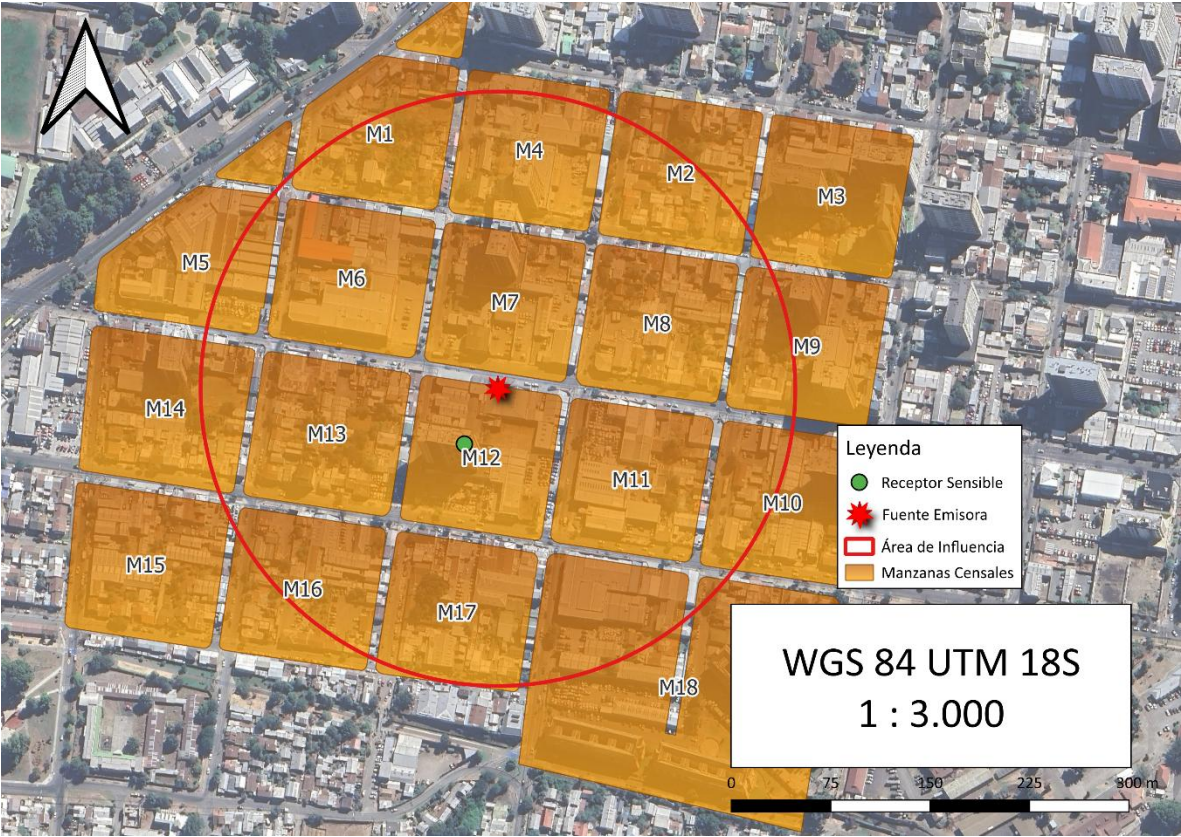 M1
M4
M2
M3
M5
M6
M7
M8
M9
M14
M13
M12
M11
M10
M15
M16
M17
M18
Leyenda
Receptor Sensible
Fuente Emisora
Área de Influencia
Manzanas Censales
WGS 84 UTM 18S
1 : 3.000
0 75 150 225 300 m